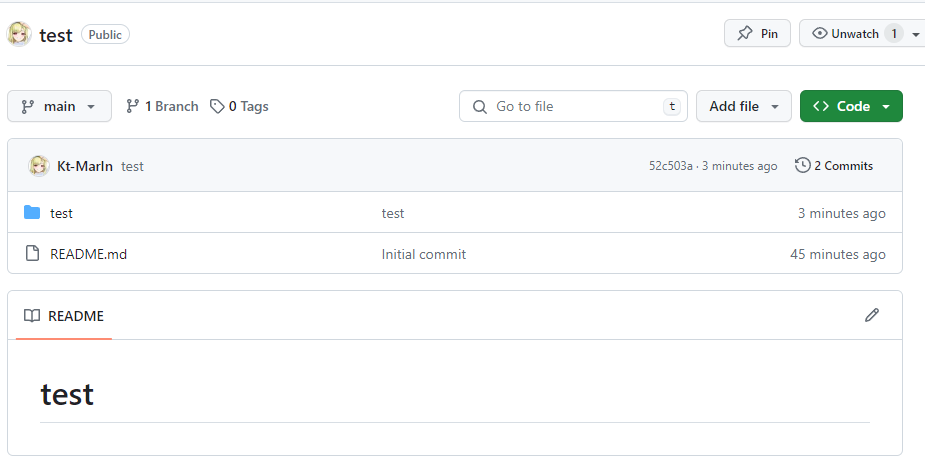 test Public Pin Unwatch 1
main 1 Branch 0 Tags Go to file t Add file Code
Kt-MarIn test 52c503a · 3 minutes ago 2 Commits
test test 3 minutes ago
README.md Initial commit 45 minutes ago
README
test